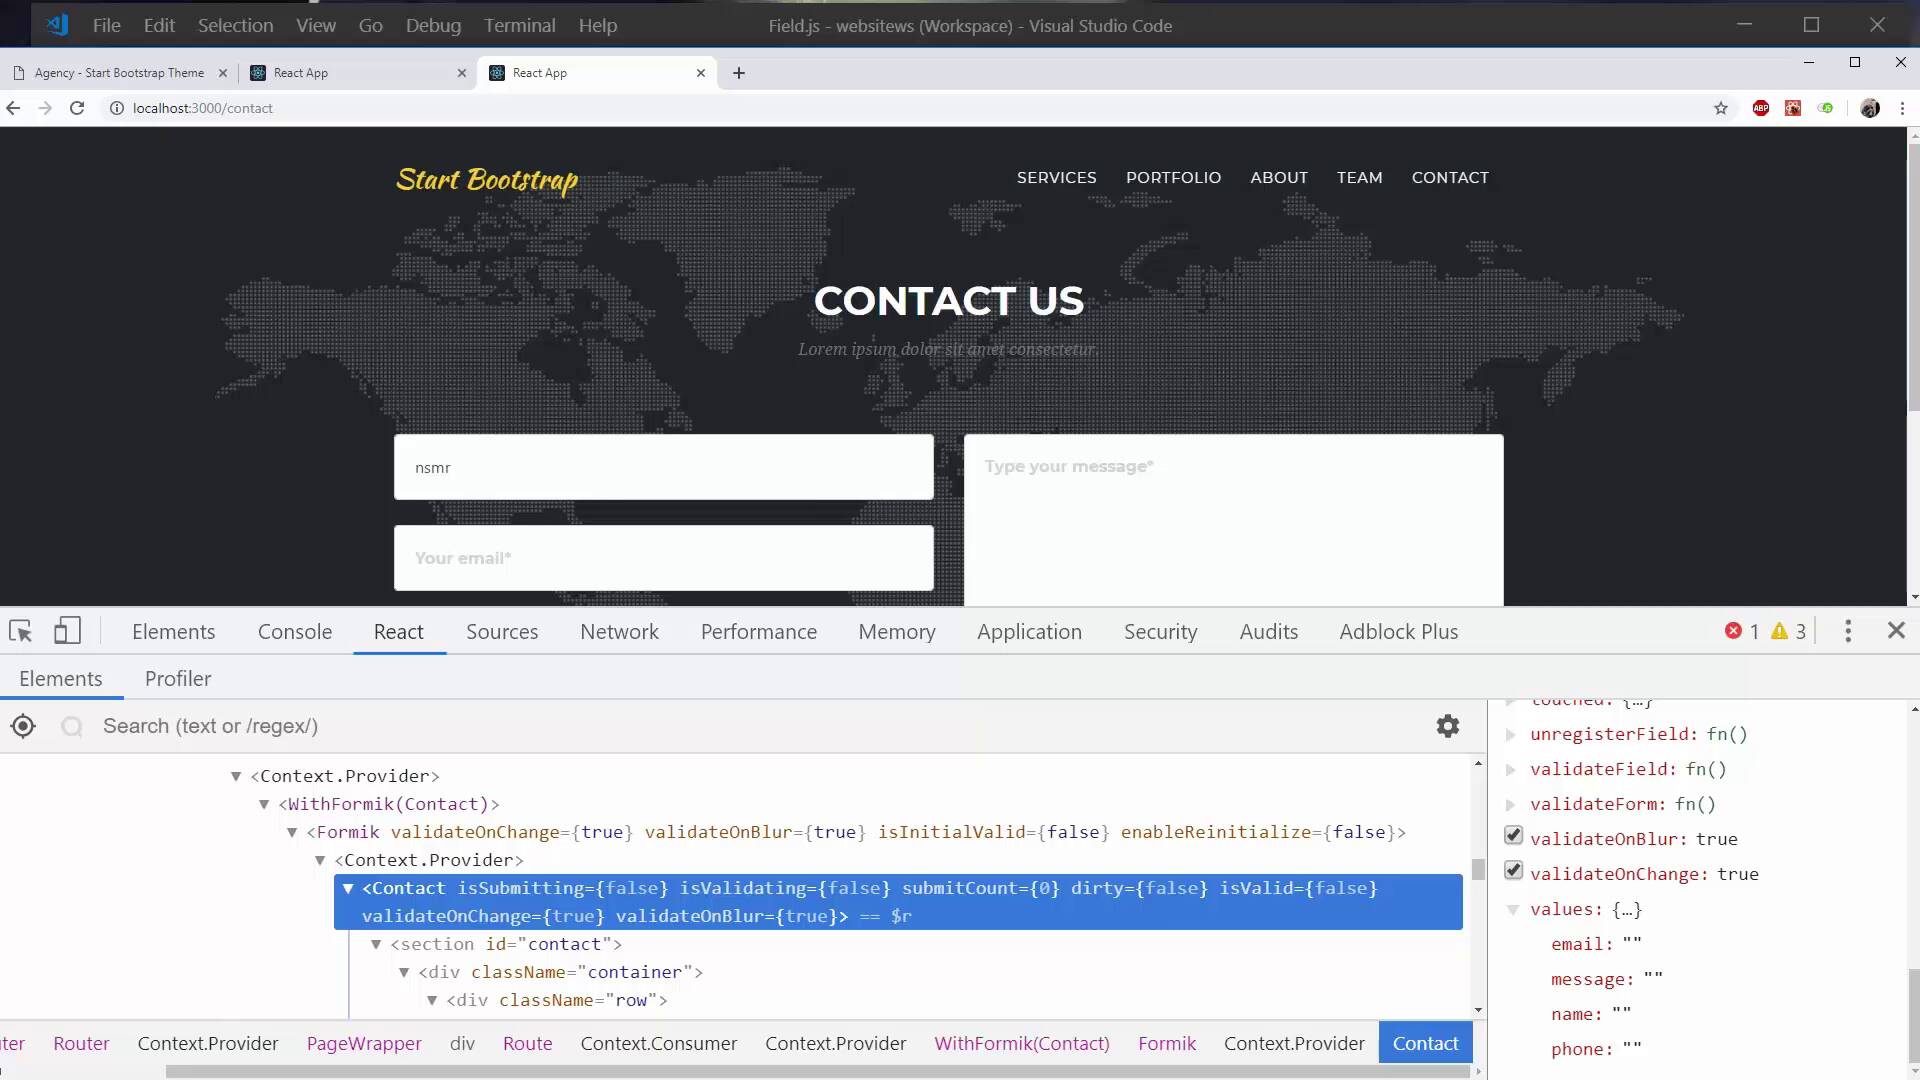 File Edit Selection View Go Debug Terminal Help Field.js - websitews (Workspace) - Visual Studio Code
Agency - Start Bootstrap Theme React App React App
localhost:3000/contact
Start Bootstrap SERVICES PORTFOLIO ABOUT TEAM CONTACT
CONTACT US
Lorem ipsum dolor sit amet consectetur.
nsmr
Type your message*
Your email*
Elements Console React Sources Network Performance Memory Application Security Audits Adblock Plus 1 3
Elements Profiler
Search (text or /regex/)
<Context.Provider>
<WithFormik(Contact)>
<Formik validateOnChange={true} validateOnBlur={true} isInitialValid={false} enableReinitialize={false}>
<Context.Provider>
<Contact isSubmitting={false} isValidating={false} submitCount={0} dirty={false} isValid={false}
validateOnChange={true} validateOnBlur={true}> == $r
<section id="contact">
<div className="container">
<div className="row">
touched: {…}
unregisterField: fn()
validateField: fn()
validateForm: fn()
validateOnBlur: true
validateOnChange: true
values: {…}
email: ""
message: ""
name: ""
phone: ""
uter Router Context.Provider PageWrapper div Route Context.Consumer Context.Provider WithFormik(Contact) Formik Context.Provider Contact